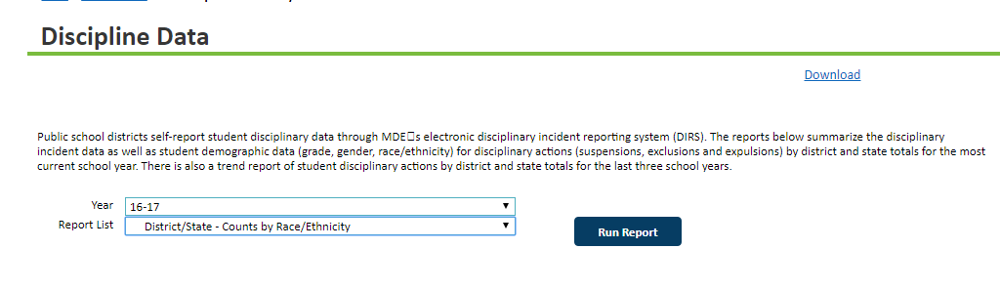 Discipline Data
Download
Public school districts self-report student disciplinary data through MDE□s electronic disciplinary incident reporting system (DIRS). The reports below summarize the disciplinary
incident data as well as student demographic data (grade, gender, race/ethnicity) for disciplinary actions (suspensions, exclusions and expulsions) by district and state totals for the most
current school year. There is also a trend report of student disciplinary actions by district and state totals for the last three school years.
Year 16-17
Report List District/State - Counts by Race/Ethnicity
Run Report